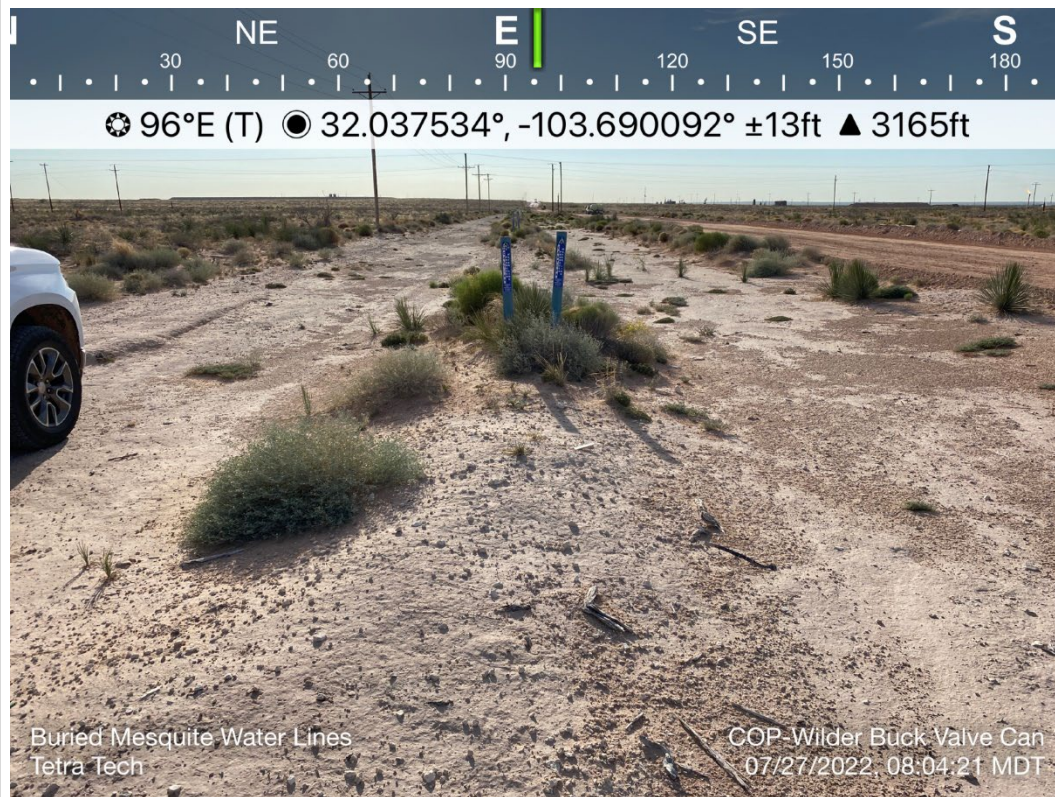 N NE E SE S
30 60 90 120 150 180
96°E (T) 32.037534°, -103.690092° ±13ft ▲ 3165ft
Buried Mesquite Water Lines
Tetra Tech
COP-Wilder Buck Valve Can
07/27/2022, 08:04:21 MDT